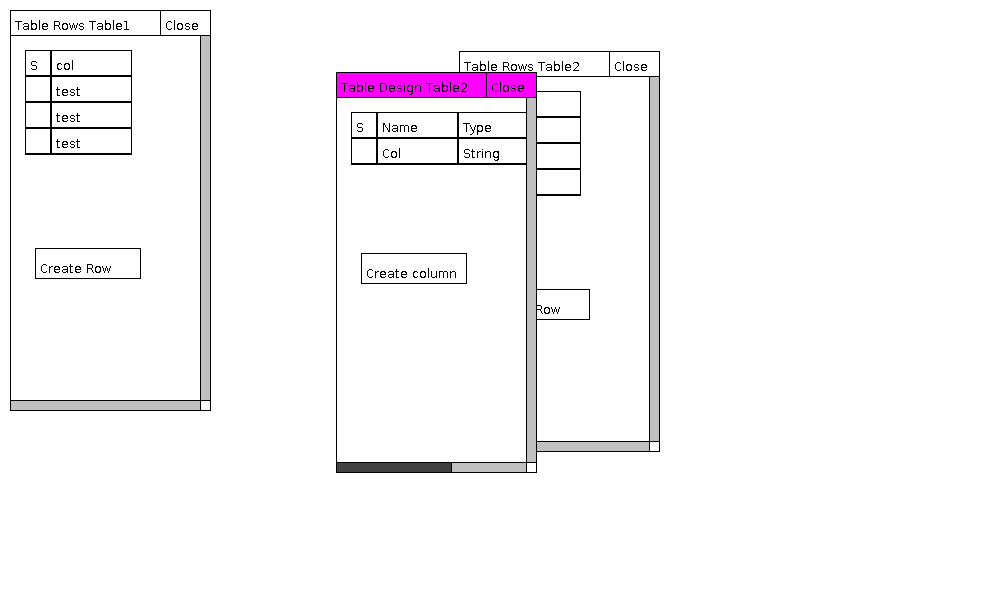 Table Rows Table1 Close
S col
test
test
test
Create Row
Table Rows Table2 Close
Table Design Table2 Close
S Name Type
Col String
Create column
Row